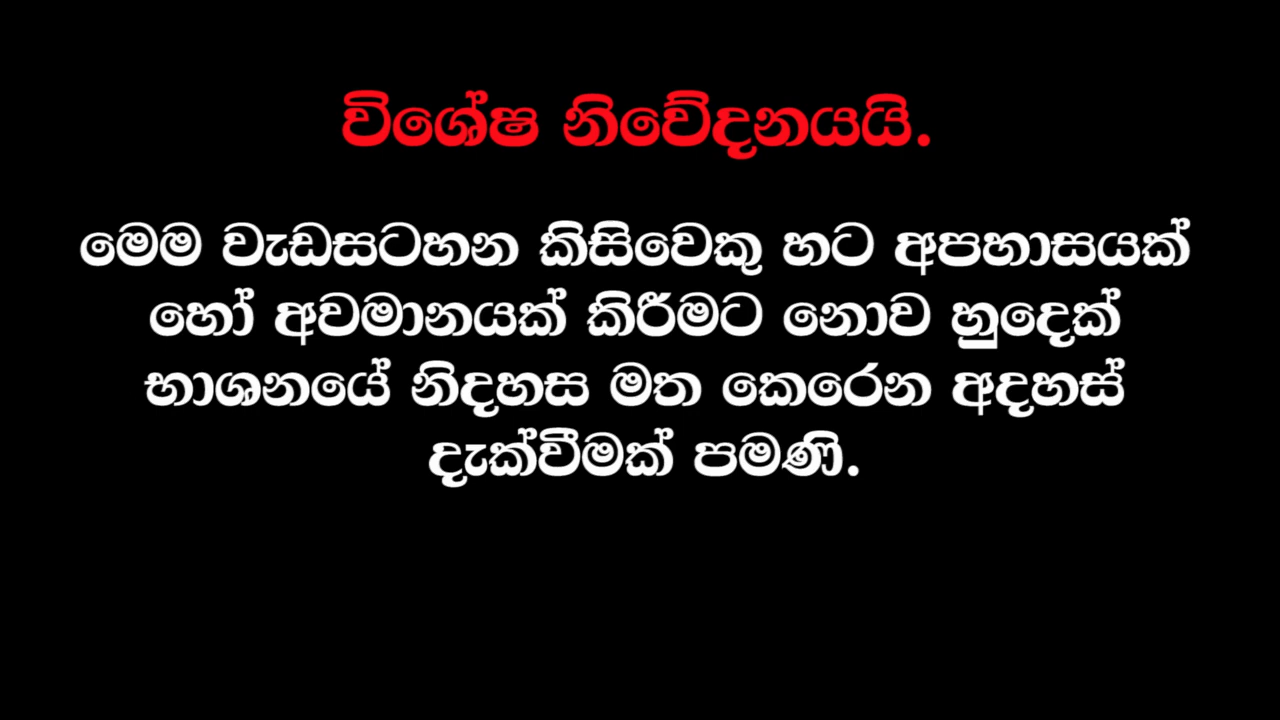 විශේෂ නිවේදනයයි.
මෙම වැඩසටහන කිසිවෙකු හට අපහාසයක්
හෝ අවමානයක් කිරීමට නොව හුදෙක්
භාශනයේ නිදහස මත කෙරෙන අදහස්
දැක්වීමක් පමණි.